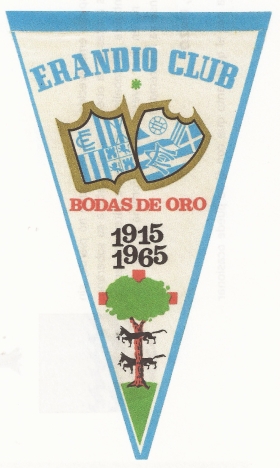 ERANDIO CLUB
BODAS DE ORO
1915
1965